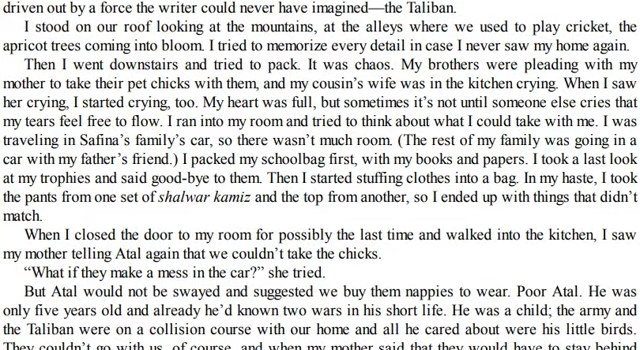 driven out by a force the writer could never have imagined—the Taliban.
I stood on our roof looking at the mountains, at the alleys where we used to play cricket, the
apricot trees coming into bloom. I tried to memorize every detail in case I never saw my home again.
Then I went downstairs and tried to pack. It was chaos. My brothers were pleading with my
mother to take their pet chicks with them, and my cousin's wife was in the kitchen crying. When I saw
her crying, I started crying, too. My heart was full, but sometimes it's not until someone else cries that
my tears feel free to flow. I ran into my room and tried to think about what I could take with me. I was
traveling in Safina's family's car, so there wasn't much room. (The rest of my family was going in a
car with my father's friend.) I packed my schoolbag first, with my books and papers. I took a last look
at my trophies and said good-bye to them. Then I started stuffing clothes into a bag. In my haste, I took
the pants from one set of shalwar kamiz and the top from another, so I ended up with things that didn't
match.
When I closed the door to my room for possibly the last time and walked into the kitchen, I saw
my mother telling Atal again that we couldn't take the chicks.
“What if they make a mess in the car?” she tried.
But Atal would not be swayed and suggested we buy them nappies to wear. Poor Atal. He was
only five years old and already he'd known two wars in his short life. He was a child; the army and
the Taliban were on a collision course with our home and all he cared about were his little birds.
They couldn't go with us, of course, and when my mother said that they would have to stay behind